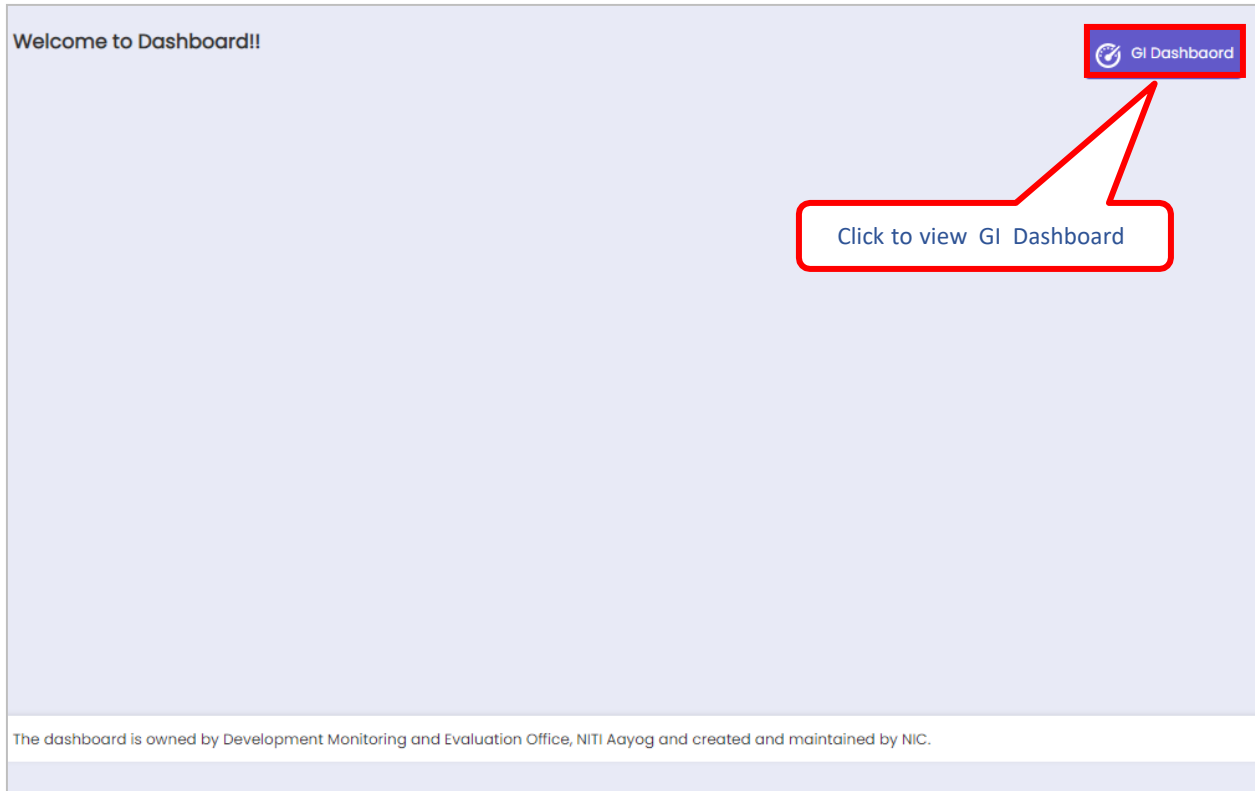 Welcome to Dashboard!!
GI Dashbaord
Click to view GI Dashboard
The dashboard is owned by Development Monitoring and Evaluation Office, NITI Aayog and created and maintained by NIC.